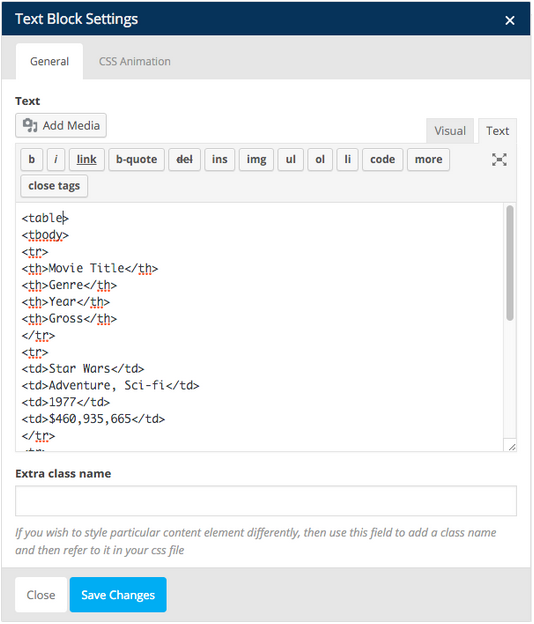 Text Block Settings ×
General CSS Animation
Text
Add Media
Visual Text
b i link b-quote del ins img ul ol li code more
close tags
<table>
<tbody>
<tr>
<th>Movie Title</th>
<th>Genre</th>
<th>Year</th>
<th>Gross</th>
</tr>
<tr>
<td>Star Wars</td>
<td>Adventure, Sci-fi</td>
<td>1977</td>
<td>$460,935,665</td>
</tr>
<tr>
Extra class name
If you wish to style particular content element differently, then use this field to add a class name
and then refer to it in your css file
Close Save Changes